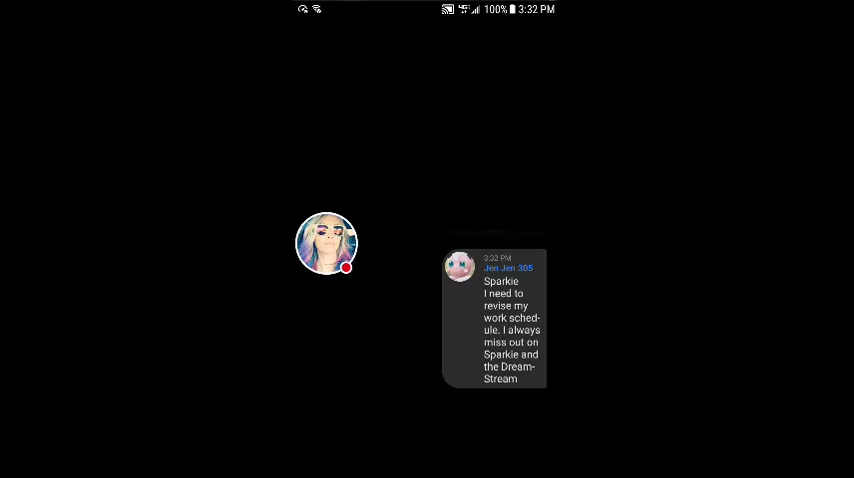 100% 3:32 PM
3:32 PM
Jen Jen 305
Sparkie
I need to
revise my
work sched-
ule. I always
miss out on
Sparkie and
the Dream-
Stream